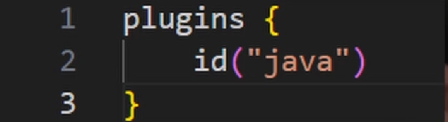 1 plugins {
2     id("java")
3 }